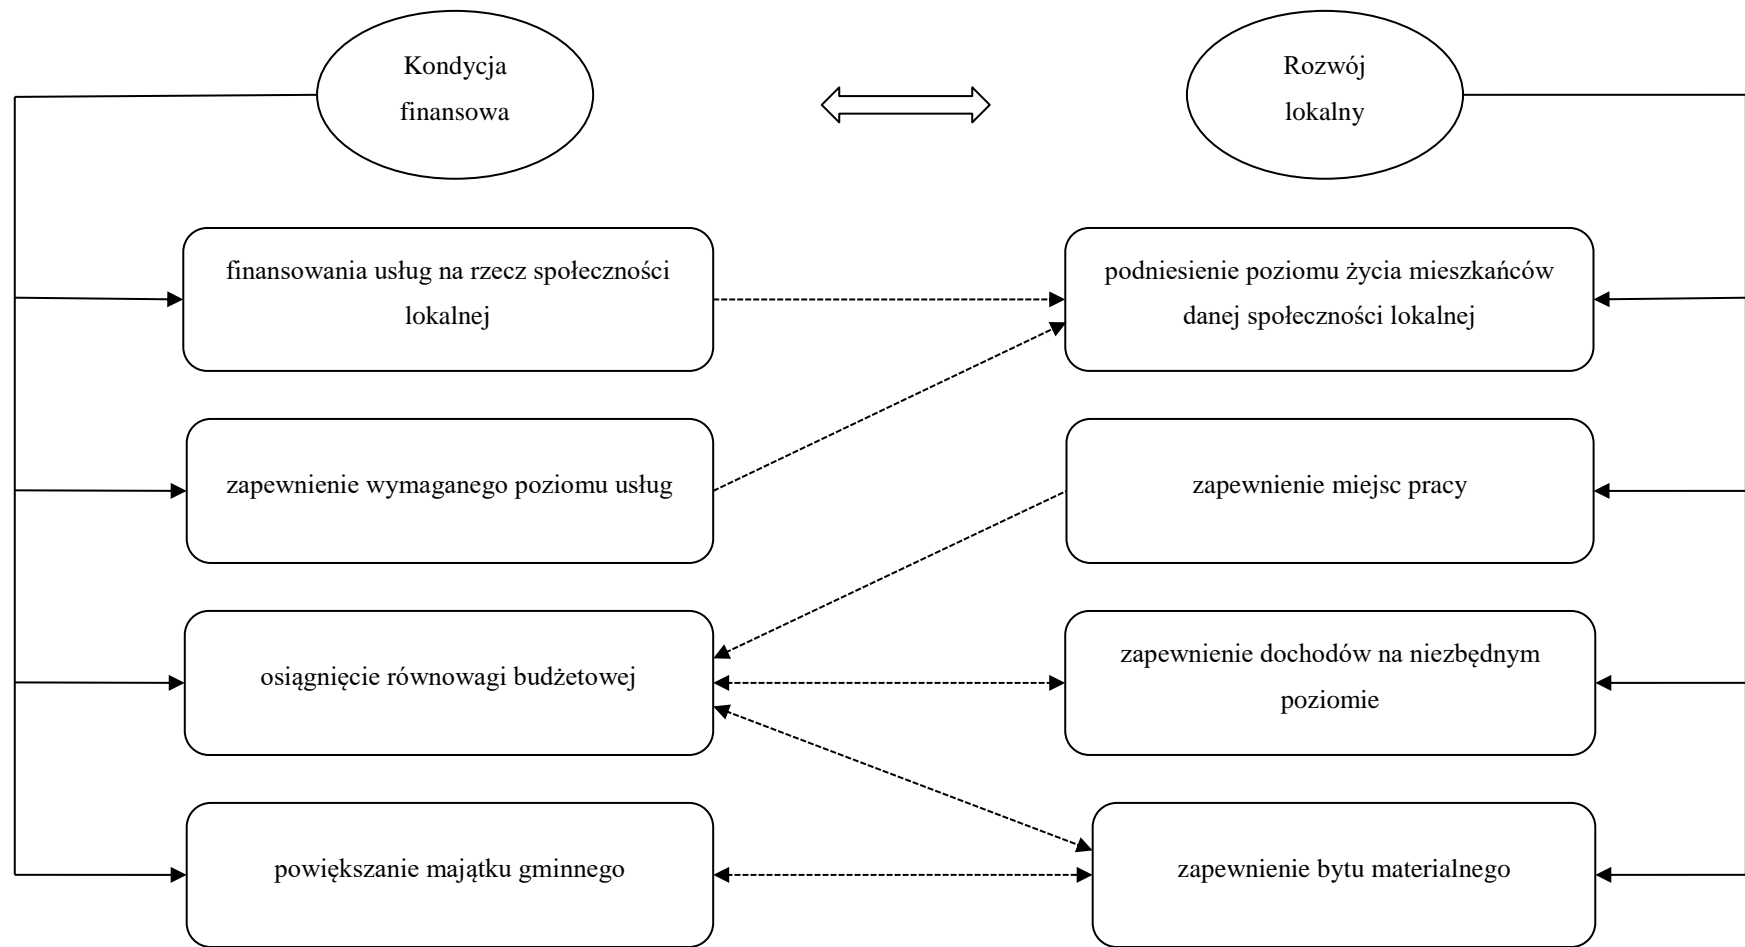 Kondycja
finansowa
Rozwój
lokalny
finansowania usług na rzecz społeczności
lokalnej
podniesienie poziomu życia mieszkańców
danej społeczności lokalnej
zapewnienie wymaganego poziomu usług
zapewnienie miejsc pracy
osiągnięcie równowagi budżetowej
zapewnienie dochodów na niezbędnym
poziomie
powiększanie majątku gminnego
zapewnienie bytu materialnego